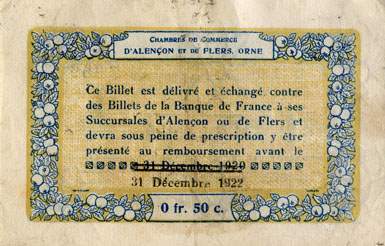 CHAMBRES DE COMMERCE
D'ALENÇON ET DE FLERS, ORNE
Ce Billet est délivré et échangé contre
des Billets de la Banque de France à ses
Succursales d'Alençon ou de Flers et
devra sous peine de prescription y être
présenté au remboursement avant le
31 Décembre 1920
31 Décembre 1922
0 fr. 50 c.